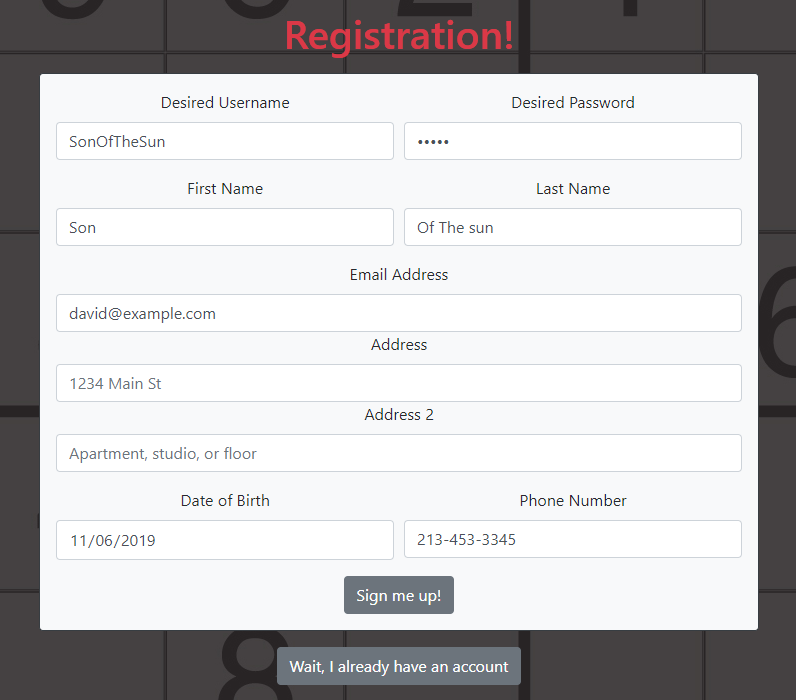 Registration!
Desired Username Desired Password
SonOfTheSun •••••
First Name Last Name
Son Of The sun
Email Address
david@example.com
Address
1234 Main St
Address 2
Apartment, studio, or floor
Date of Birth Phone Number
11/06/2019 213-453-3345
Sign me up!
8
Wait, I already have an account